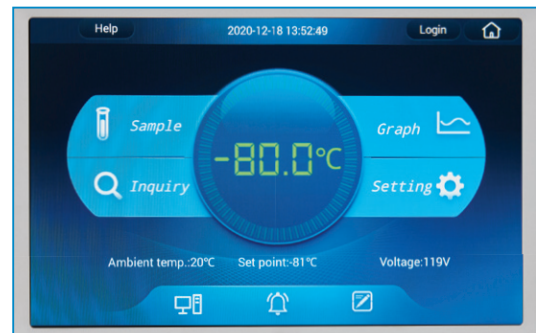 Help 2020-12-18 13:52:49 Login
Sample Graph
-80.0°C
Inquiry Setting
Ambient temp.:20°C Set point:-81°C Voltage:119V